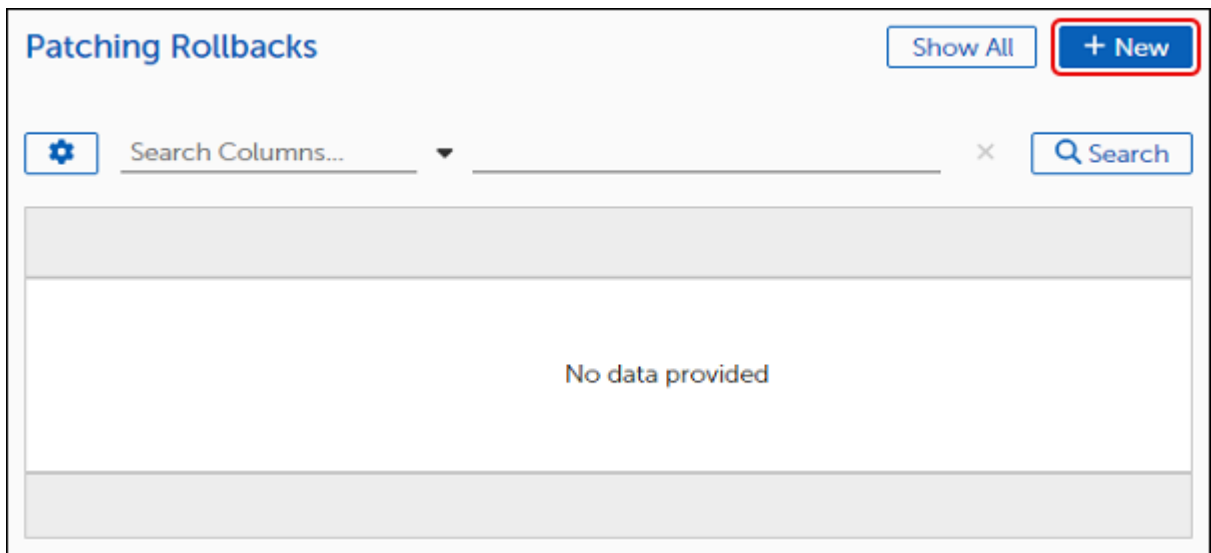 Patching Rollbacks
Show All
+ New
Search Columns...
Search
No data provided